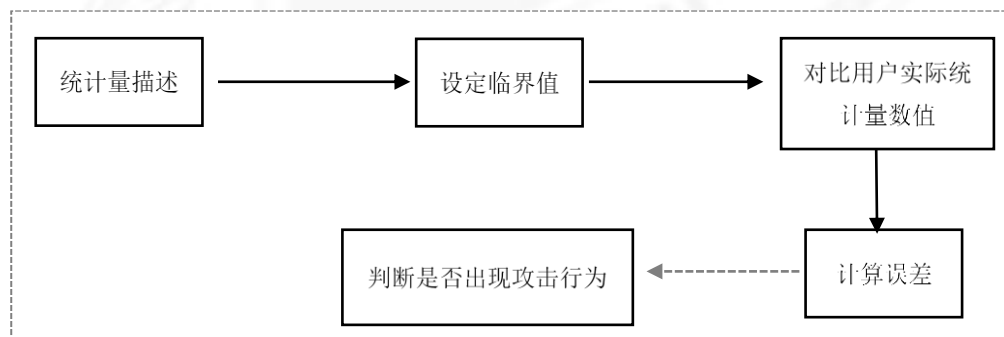 统计量描述
设定临界值
对比用户实际统
计量数值
计算误差
判断是否出现攻击行为